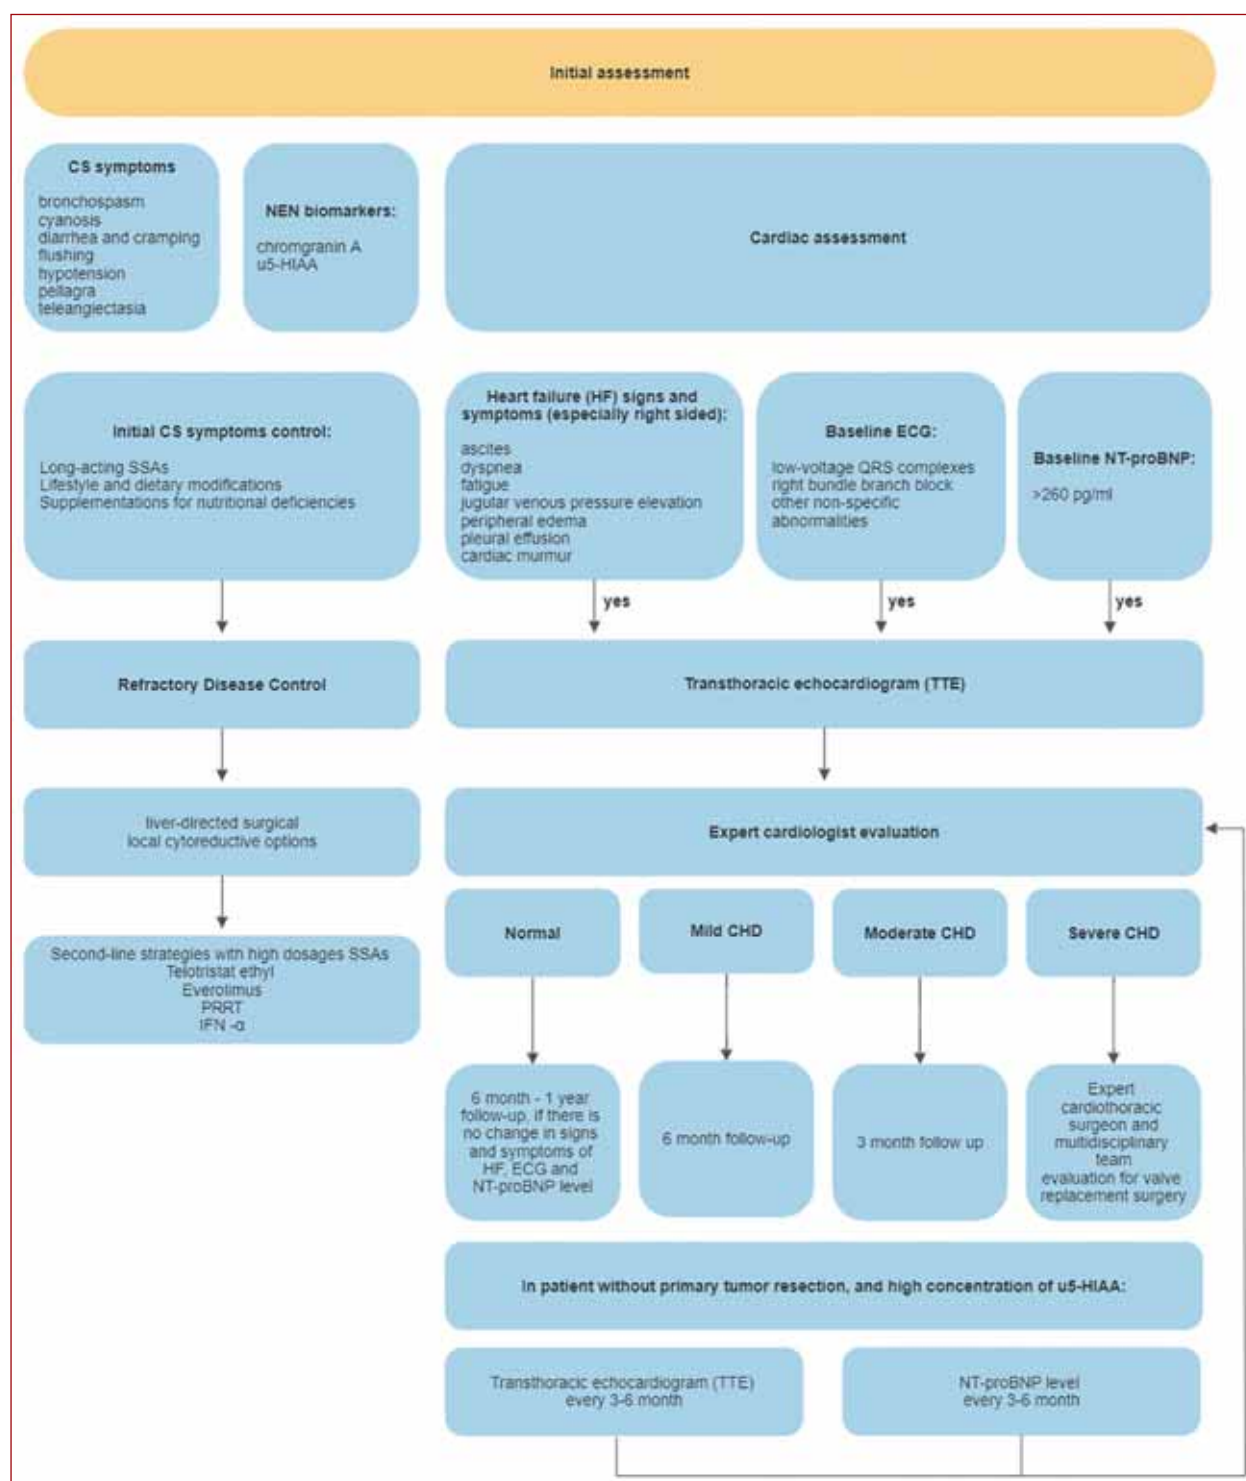 Initial assessment
CS symptoms
bronchospasm
cyanosis
diarrhea and cramping
flushing
hypotension
pellagra
teleangiectasia
NEN biomarkers:
chromgranin A
u5-HIAA
Cardiac assessment
Initial CS symptoms control:
Long-acting SSAs
Lifestyle and dietary modifications
Supplementations for nutritional deficiencies
Heart failure (HF) signs and
symptoms (especially right sided):
ascites
dyspnea
fatigue
jugular venous pressure elevation
peripheral edema
pleural effusion
cardiac murmur
Baseline ECG:
low-voltage QRS complexes
right bundle branch block
other non-specific
abnormalities
Baseline NT-proBNP:
>260 pg/ml
yes
yes
yes
Refractory Disease Control
Transthoracic echocardiogram (TTE)
liver-directed surgical
local cytoreductive options
Expert cardiologist evaluation
Second-line strategies with high dosages SSAs
Telotristat ethyl
Everolimus
PRRT
IFN -α
Normal
Mild CHD
Moderate CHD
Severe CHD
6 month - 1 year
follow-up, if there is
no change in signs
and symptoms of
HF, ECG and
NT-proBNP level
6 month follow-up
3 month follow up
Expert
cardiothoracic
surgeon and
multidisciplinary
team
evaluation for valve
replacement surgery
In patient without primary tumor resection, and high concentration of u5-HIAA:
Transthoracic echocardiogram (TTE)
every 3-6 month
NT-proBNP level
every 3-6 month